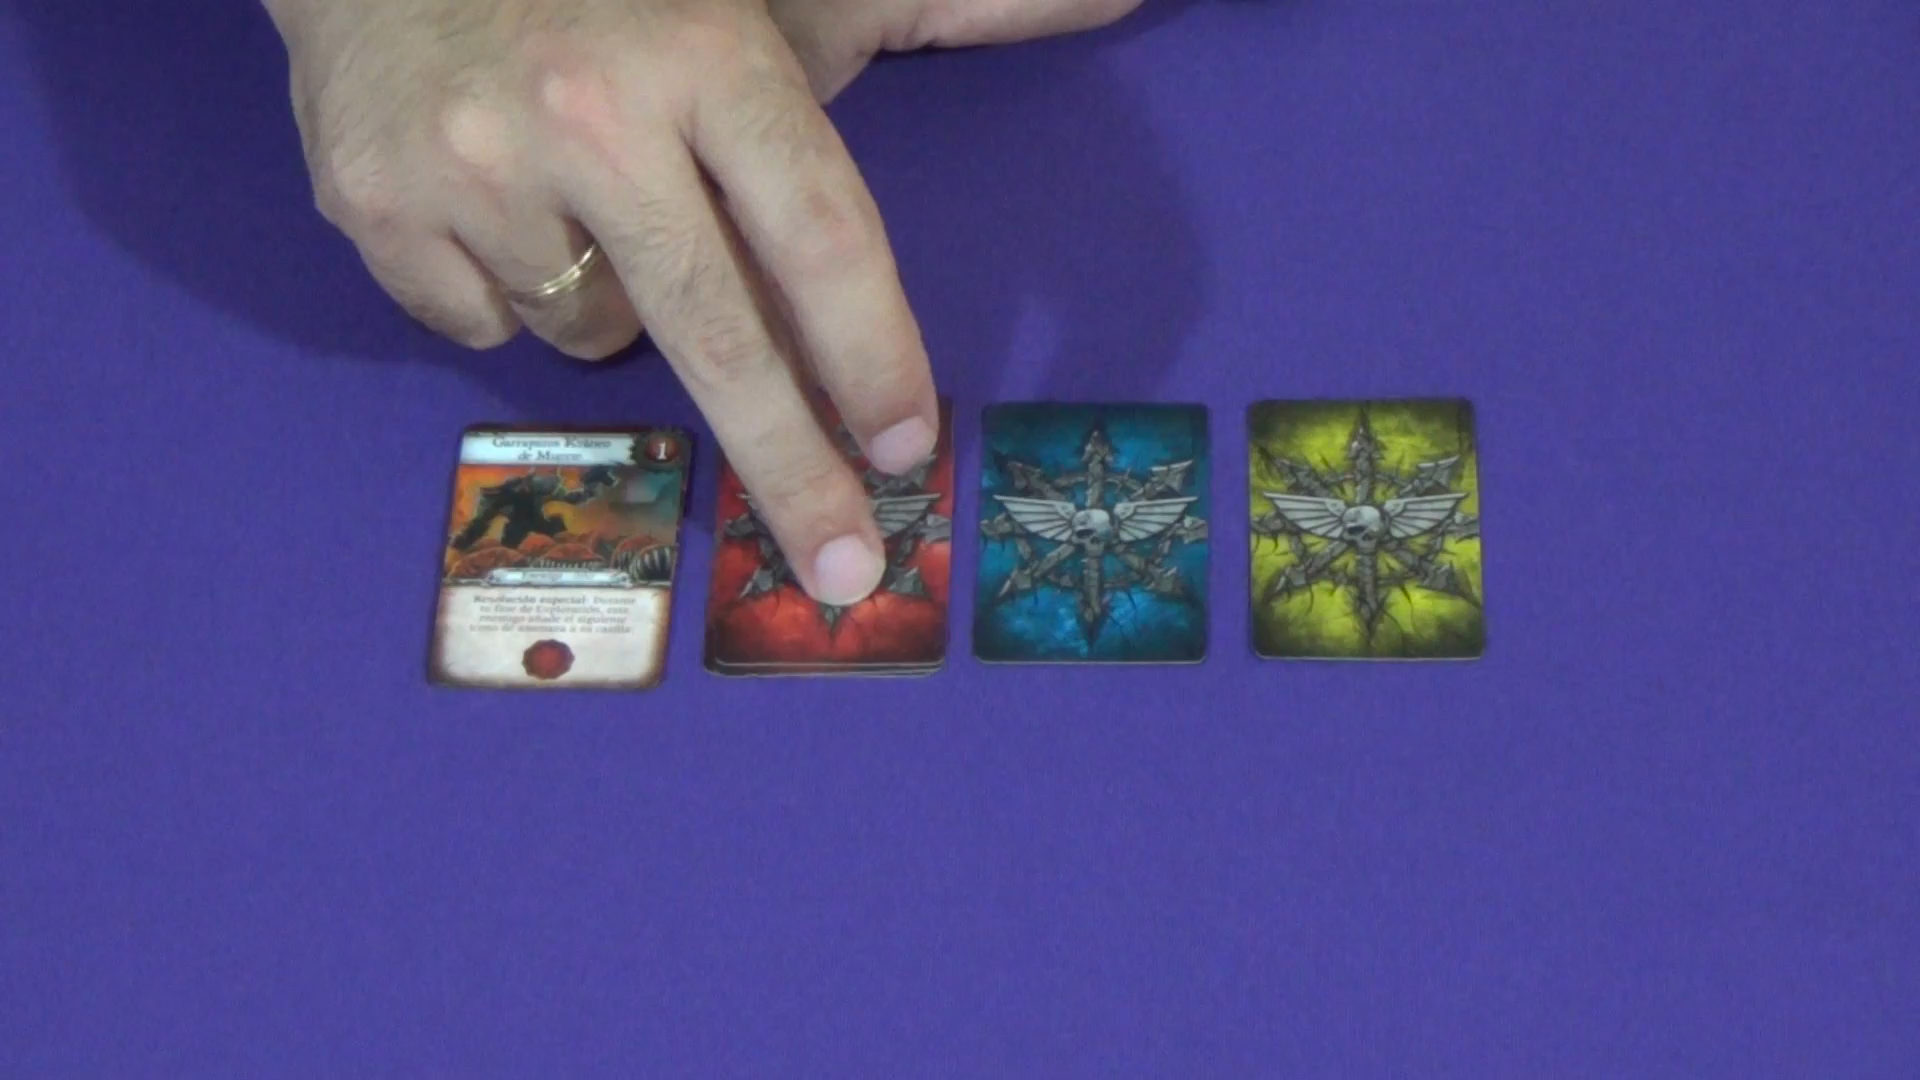 Garrapatos Kráneo
de Muerte
1
Resolución especial: Durante
tu fase de Exploración, este
enemigo añade el siguiente
icono de amenaza a su casilla: